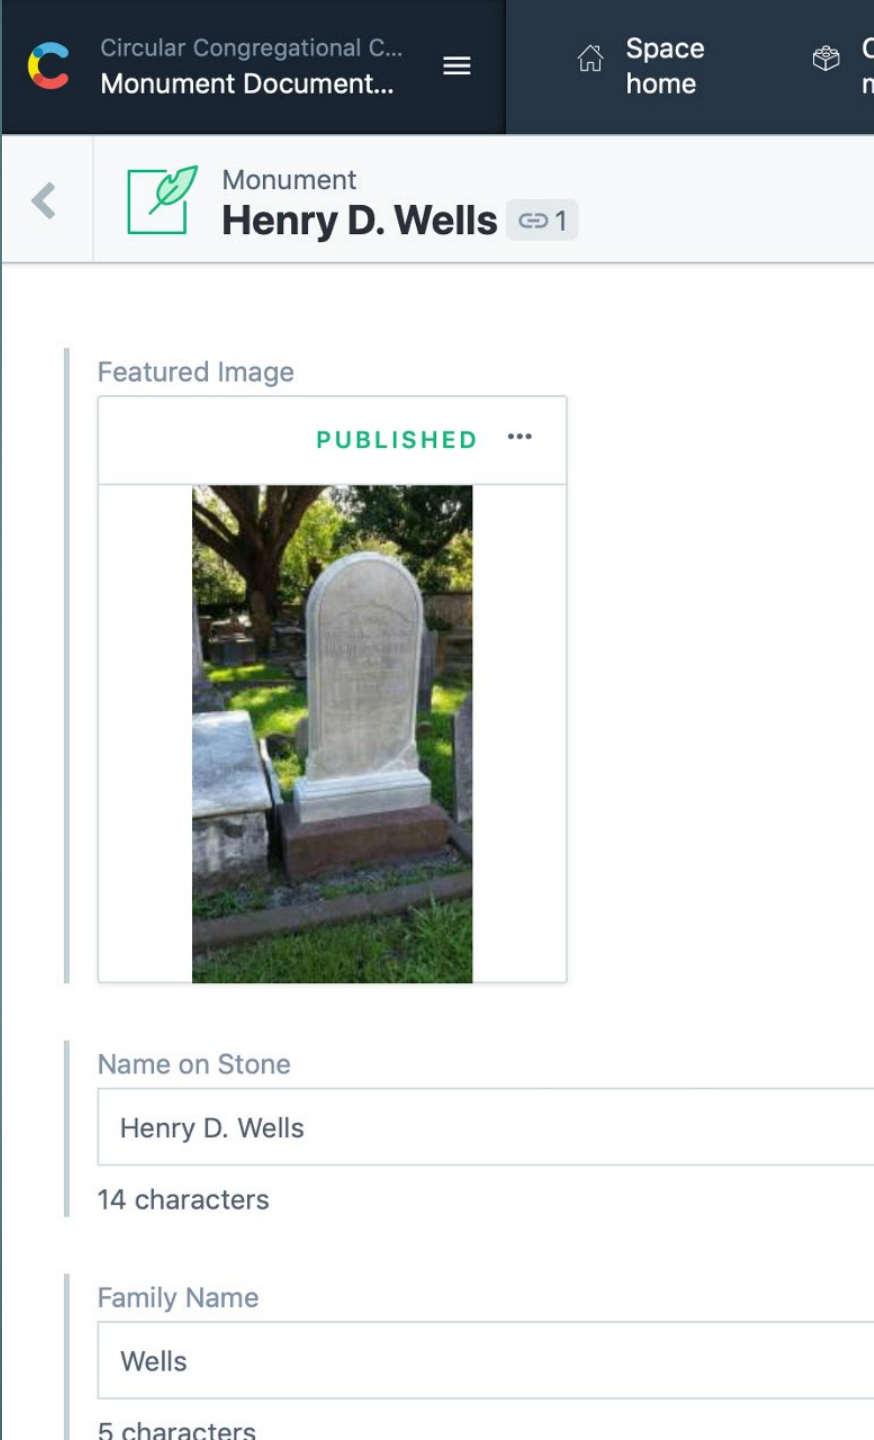 Circular Congregational C...
Monument Document...
Space
home
Monument
Henry D. Wells
1
Featured Image
PUBLISHED
Name on Stone
Henry D. Wells
14 characters
Family Name
Wells
5 characters